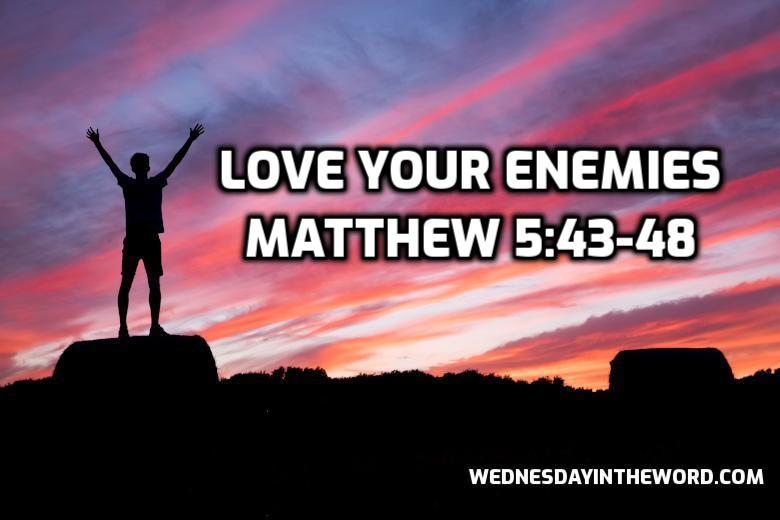 LOVE YOUR ENEMIES
MATTHEW 5:43-48
WEDNESDAYINTHEWORD.COM